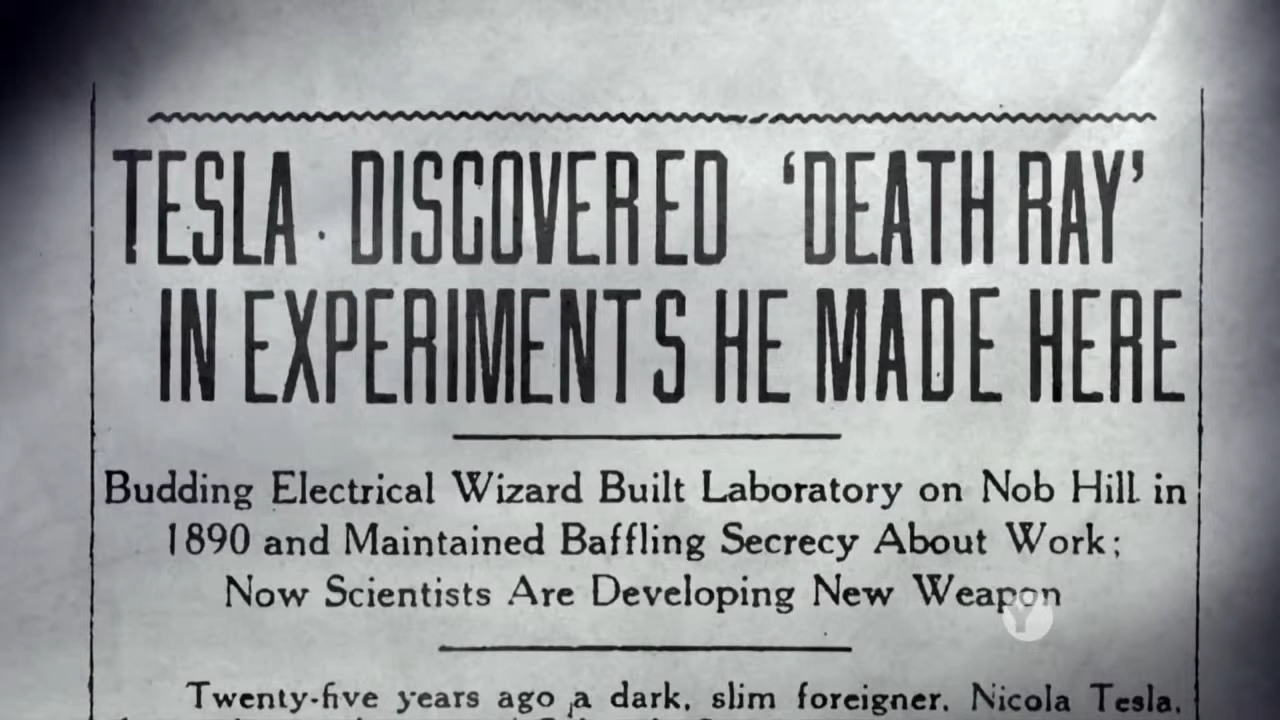 TESLA DISCOVERED ‘DEATH RAY’
IN EXPERIMENTS HE MADE HERE
Budding Electrical Wizard Built Laboratory on Nob Hill in
1890 and Maintained Baffling Secrecy About Work;
Now Scientists Are Developing New Weapon
Y
Twenty-five years ago a dark, slim foreigner, Nicola Tesla,